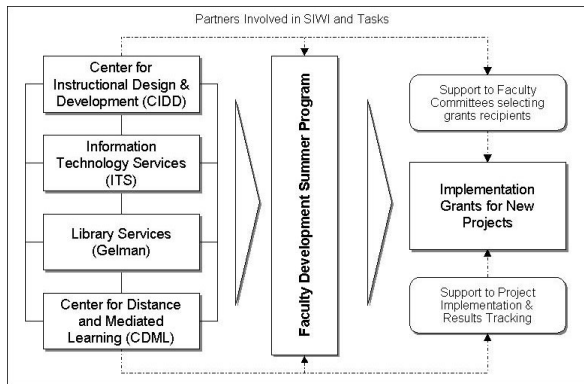 Partners Involved in SIWI and Tasks
Center for
Instructional Design &
Development (CIDD)
Information
Technology Services
(ITS)
Library Services
(Gelman)
Center for Distance
and Mediated
Learning (CDML)
Faculty Development Summer Program
Support to Faculty
Committees selecting
grants recipients
Implementation
Grants for New
Projects
Support to Project
Implementation &
Results Tracking